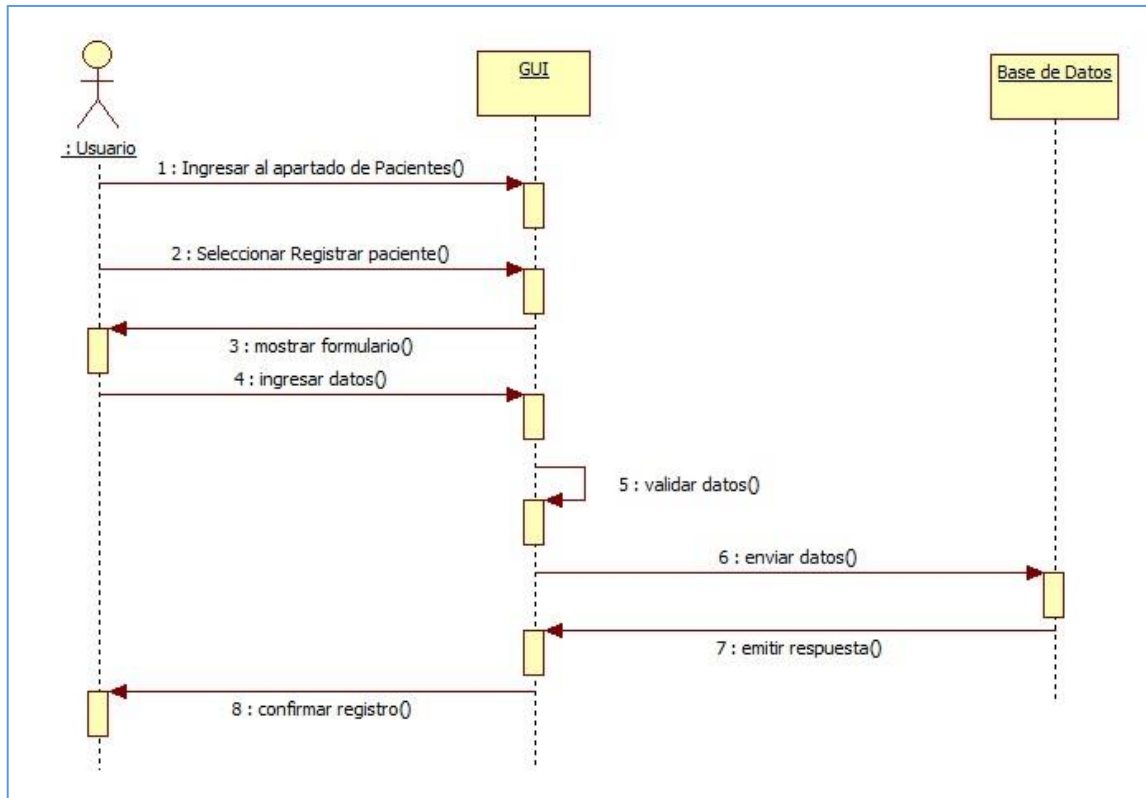 GUI
Base de Datos
: Usuario
1 : Ingresar al apartado de Pacientes()
2 : Seleccionar Registrar paciente()
3 : mostrar formulario()
4 : ingresar datos()
5 : validar datos()
6 : enviar datos()
7 : emitir respuesta()
8 : confirmar registro()